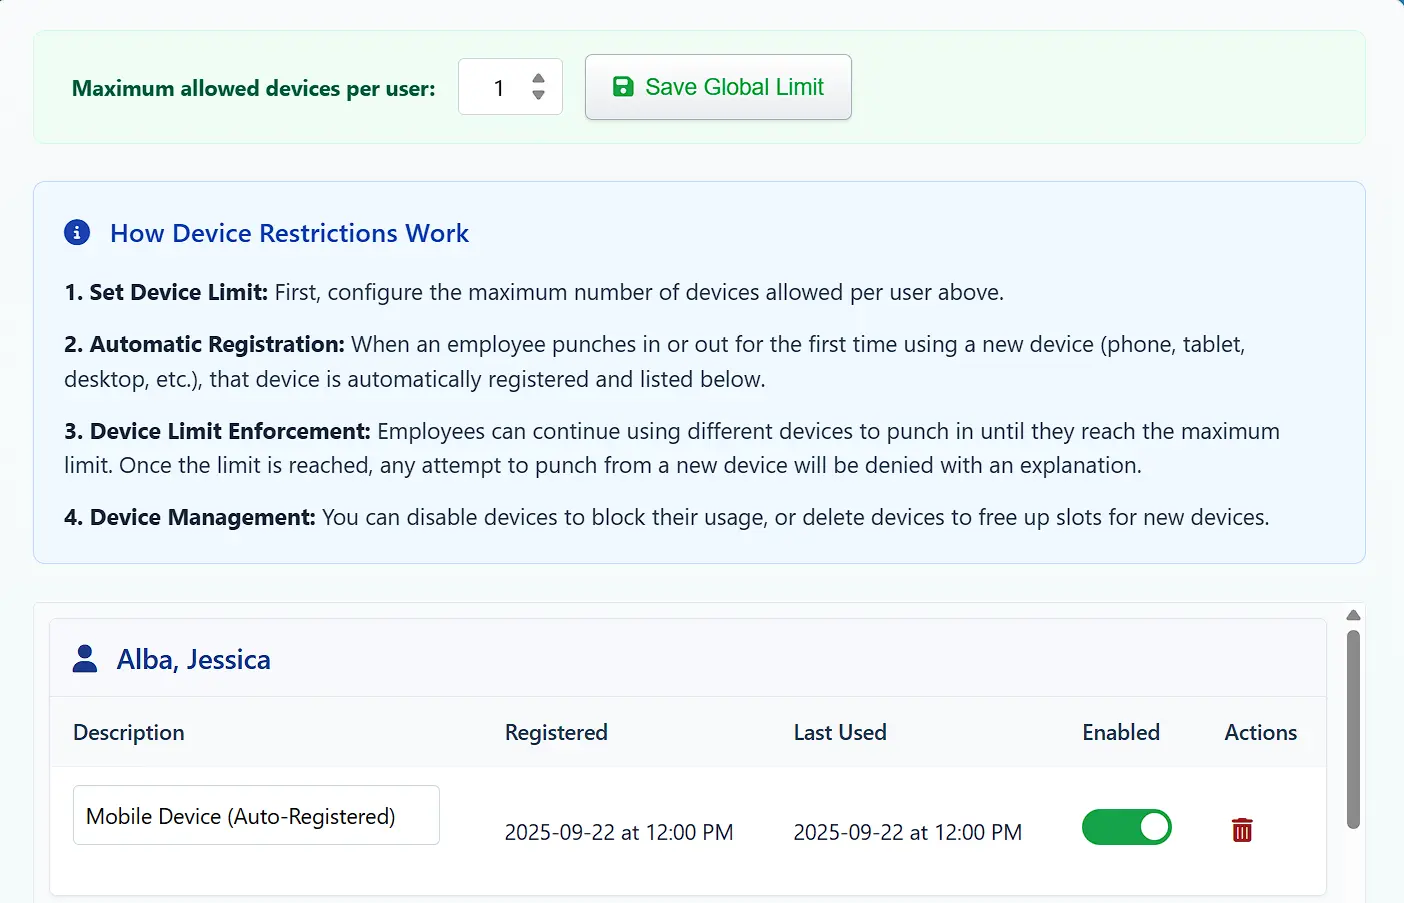 Maximum allowed devices per user:
1
Save Global Limit
How Device Restrictions Work
1. Set Device Limit: First, configure the maximum number of devices allowed per user above.
2. Automatic Registration: When an employee punches in or out for the first time using a new device (phone, tablet,
desktop, etc.), that device is automatically registered and listed below.
3. Device Limit Enforcement: Employees can continue using different devices to punch in until they reach the maximum
limit. Once the limit is reached, any attempt to punch from a new device will be denied with an explanation.
4. Device Management: You can disable devices to block their usage, or delete devices to free up slots for new devices.
Alba, Jessica
Description Registered Last Used Enabled Actions
Mobile Device (Auto-Registered) 2025-09-22 at 12:00 PM 2025-09-22 at 12:00 PM